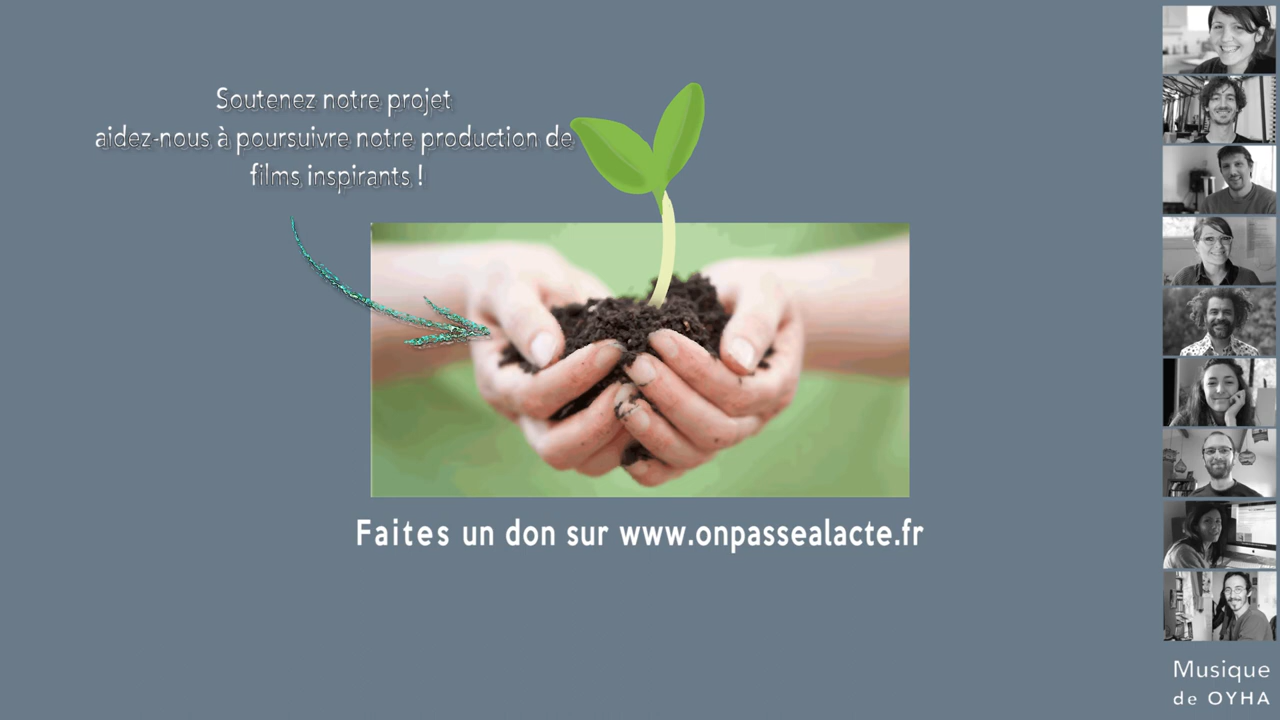 Soutenez notre projet
aidez-nous à poursuivre notre production de
films inspirants !
Faites un don sur www.onpassealacte.fr
Musique
de OYHA